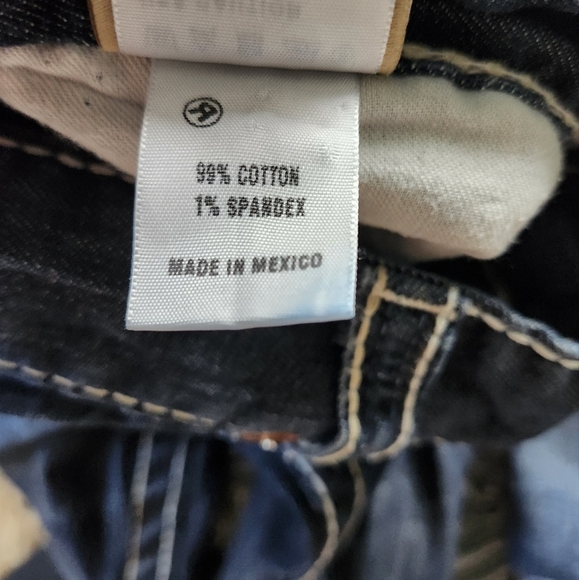 99% COTTON
1% SPANDEX
MADE IN MEXICO